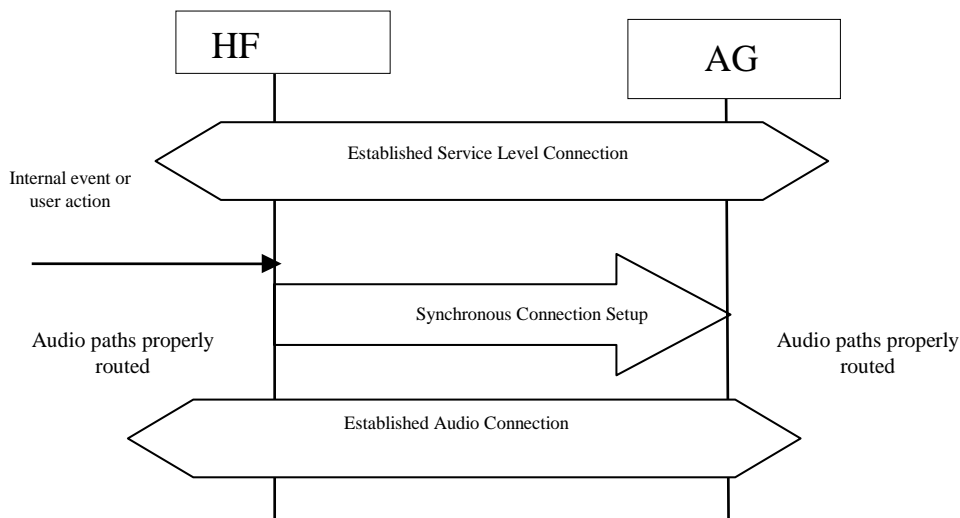 HF
AG
Established Service Level Connection
Internal event or
user action
Synchronous Connection Setup
Audio paths properly
routed
Audio paths properly
routed
Established Audio Connection